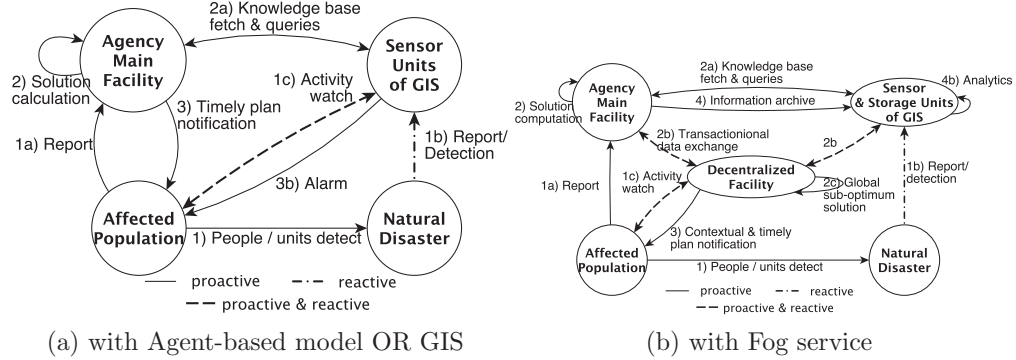 2a) Knowledge base
fetch & queries
Agency
Main
Facility
Sensor
Units
of GIS
2) Solution
calculation
1c) Activity
watch
3) Timely plan
notification
1a) Report
1b) Report/
Detection
3b) Alarm
Affected
Population
Natural
Disaster
1) People / units detect
proactive
reactive
proactive & reactive
(a) with Agent-based model OR GIS
2a) Knowledge base
fetch & queries
Agency
Main
Facility
Sensor
& Storage Units
of GIS
4b) Analytics
2) Solution
computation
4) Information archive
2b) Transactionional
data exchange
2b
Decentralized
Facility
1c) Activity
watch
1b) Report/
detection
2c) Global
sub-optimum
solution
1a) Report
3) Contextual & timely
plan notification
Affected
Population
Natural
Disaster
1) People / units detect
proactive
reactive
proactive & reactive
(b) with Fog service